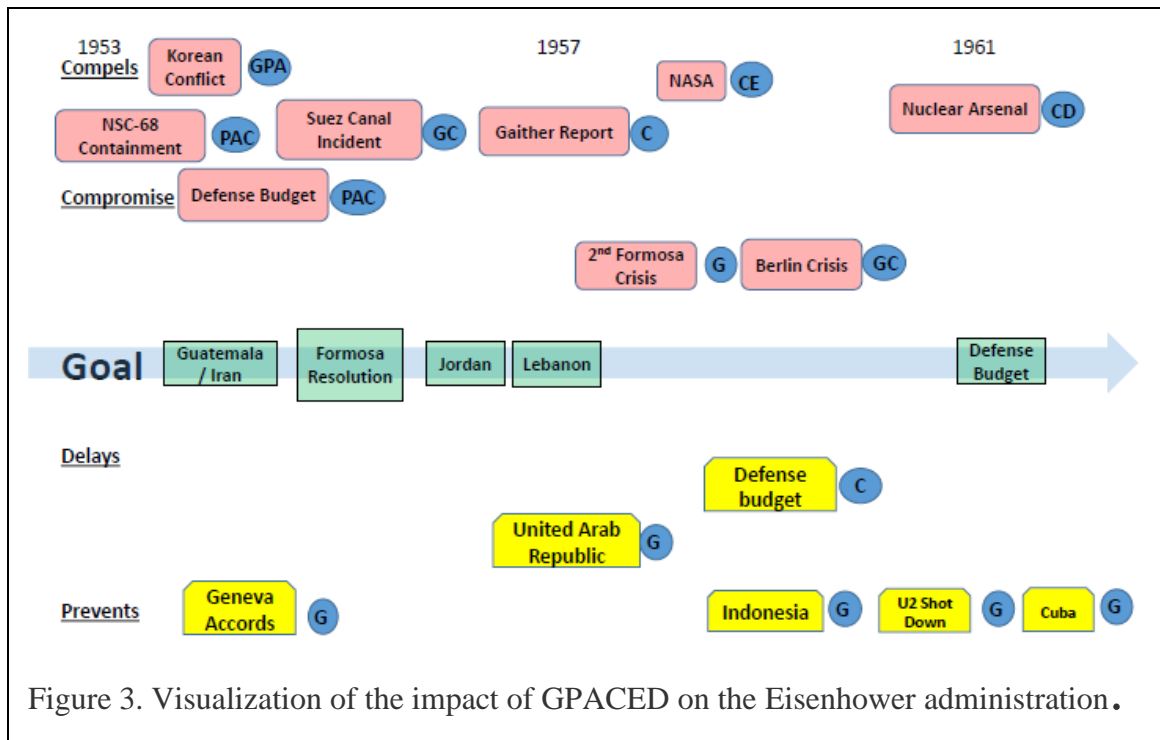 1953
1957
1961
Compels
Korean
Conflict
GPA
NASA
CE
NSC-68
Containment
PAC
Suez Canal
Incident
GC
Gaither Report
C
Nuclear Arsenal
CD
Compromise
Defense Budget
PAC
2nd Formosa
Crisis
G
Berlin Crisis
GC
Goal
Guatemala
/ Iran
Formosa
Resolution
Jordan
Lebanon
Defense
Budget
Delays
Defense
budget
C
United Arab
Republic
G
Prevents
Geneva
Accords
G
Indonesia
G
U2 Shot
Down
G
Cuba
G
Figure 3. Visualization of the impact of GPACED on the Eisenhower administration.